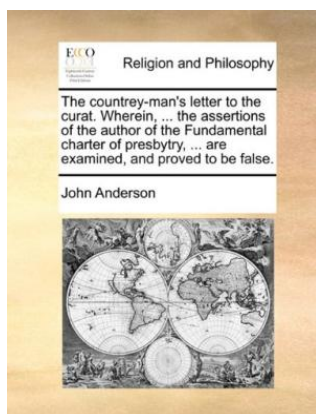 ECCO
Religion and Philosophy
The countrey-man's letter to the
curat. Wherein, ... the assertions
of the author of the Fundamental
charter of presbytry, ... are
examined, and proved to be false.
John Anderson